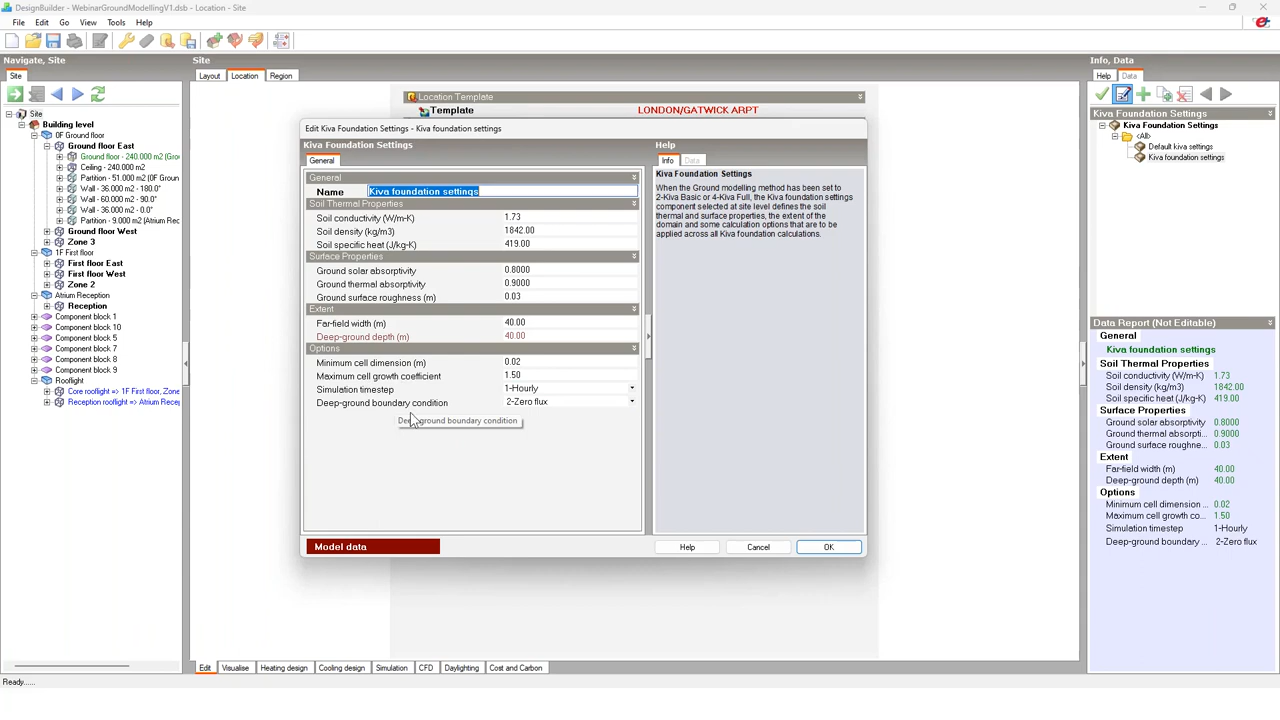 DesignBuilder - WebinarGroundModellingV1.dsb - Location - Site
File Edit Go View Tools Help
Navigate, Site
Site
Info, Data
Site
Layout Location Region
Help Data
Location Template
Template LONDON/GATWICK ARPT
Site
Building level
0F Ground floor
Ground floor East
Ground floor - 240.000 m2 (Grou
Ceiling - 240.000 m2
Partition - 51.000 m2 (0F Ground
Wall - 36.000 m2 - 180.0°
Wall - 60.000 m2 - 90.0°
Wall - 36.000 m2 - 0.0°
Partition - 9.000 m2 (Atrium Rec
Ground floor West
Zone 3
1F First floor
First floor East
First floor West
Zone 2
Atrium Reception
Reception
Component block 1
Component block 10
Component block 5
Component block 7
Component block 8
Component block 9
Rooflight
Core rooflight => 1F First floor, Zone
Reception rooflight => Atrium Recep
Edit Kiva Foundation Settings - Kiva foundation settings
Kiva Foundation Settings
General
General
Name Kiva foundation settings
Soil Thermal Properties
Soil conductivity (W/m-K) 1.73
Soil density (kg/m3) 1842.00
Soil specific heat (J/kg-K) 419.00
Surface Properties
Ground solar absorptivity 0.8000
Ground thermal absorptivity 0.9000
Ground surface roughness (m) 0.03
Extent
Far-field width (m) 40.00
Deep-ground depth (m) 40.00
Options
Minimum cell dimension (m) 0.02
Maximum cell growth coefficient 1.50
Simulation timestep 1-Hourly
Deep-ground boundary condition 2-Zero flux
Deep-ground boundary condition
Model data
Help
Info Data
Kiva Foundation Settings
When the Ground modelling method has been set to
2-Kiva Basic or 4-Kiva Full, the Kiva foundation settings
component selected at site level defines the soil
thermal and surface properties, the extent of the
domain and some calculation options that are to be
applied across all Kiva foundation calculations.
Help Cancel OK
Kiva Foundation Settings
Kiva Foundation Settings
<All>
Default kiva settings
Kiva foundation settings
Data Report (Not Editable)
General
Kiva foundation settings
Soil Thermal Properties
Soil conductivity (W/m-K) 1.73
Soil density (kg/m3) 1842.00
Soil specific heat (J/kg-K) 419.00
Surface Properties
Ground solar absorptivity 0.8000
Ground thermal absorpti... 0.9000
Ground surface roughne... 0.03
Extent
Far-field width (m) 40.00
Deep-ground depth (m) 40.00
Options
Minimum cell dimension ... 0.02
Maximum cell growth co... 1.50
Simulation timestep 1-Hourly
Deep-ground boundary ... 2-Zero flux
Edit Visualise Heating design Cooling design Simulation CFD Daylighting Cost and Carbon
Ready......